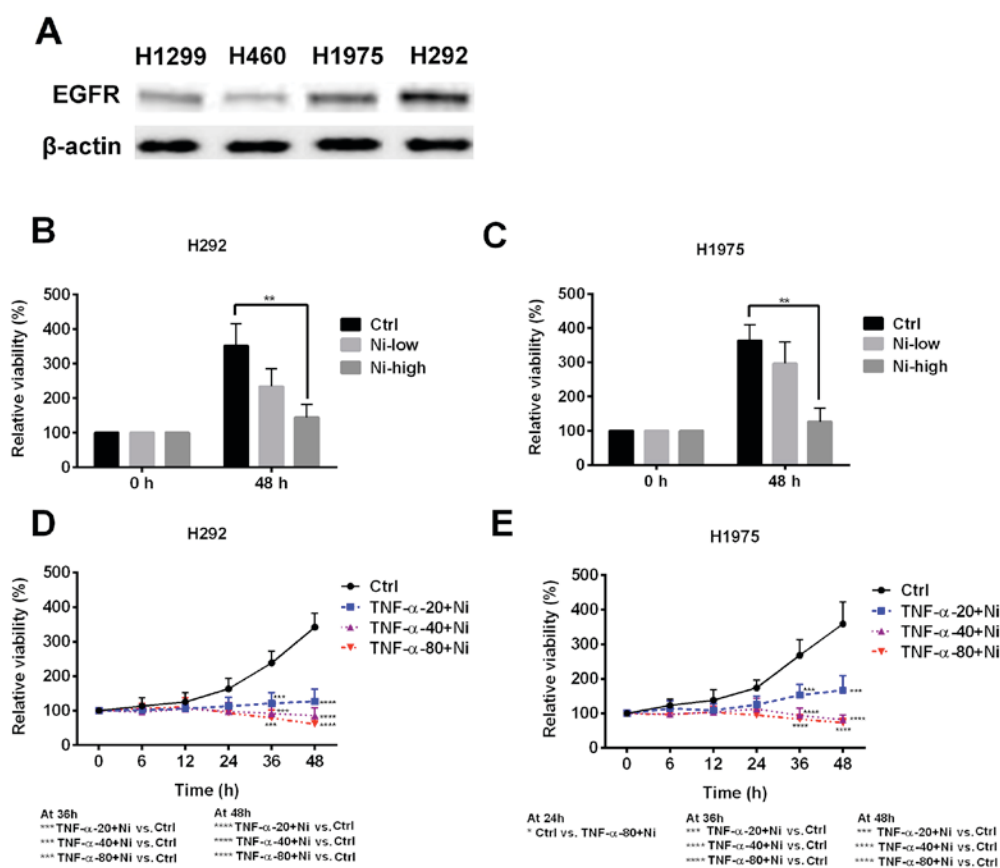 A
H1299 H460 H1975 H292
EGFR
β-actin
B
H292
Relative viability (%)
500
400
300
200
100
0
**
Ctrl
Ni-low
Ni-high
0 h 48 h
C
H1975
Relative viability (%)
500
400
300
200
100
0
**
Ctrl
Ni-low
Ni-high
0 h 48 h
D
H292
Relative viability (%)
500
400
300
200
100
0
Ctrl
TNF-α-20+Ni
TNF-α-40+Ni
TNF-α-80+Ni
***
***
***
****
****
****
0 6 12 24 36 48
Time (h)
At 36h
*** TNF-α-20+Ni vs. Ctrl
*** TNF-α-40+Ni vs. Ctrl
*** TNF-α-80+Ni vs. Ctrl
At 48h
**** TNF-α-20+Ni vs. Ctrl
**** TNF-α-40+Ni vs. Ctrl
**** TNF-α-80+Ni vs. Ctrl
E
H1975
Relative viability (%)
500
400
300
200
100
0
Ctrl
TNF-α-20+Ni
TNF-α-40+Ni
TNF-α-80+Ni
***
****
****
***
****
****
0 6 12 24 36 48
Time (h)
At 24h
* Ctrl vs. TNF-α-80+Ni
At 36h
*** TNF-α-20+Ni vs. Ctrl
**** TNF-α-40+Ni vs. Ctrl
**** TNF-α-80+Ni vs. Ctrl
At 48h
*** TNF-α-20+Ni vs. Ctrl
**** TNF-α-40+Ni vs. Ctrl
**** TNF-α-80+Ni vs. Ctrl